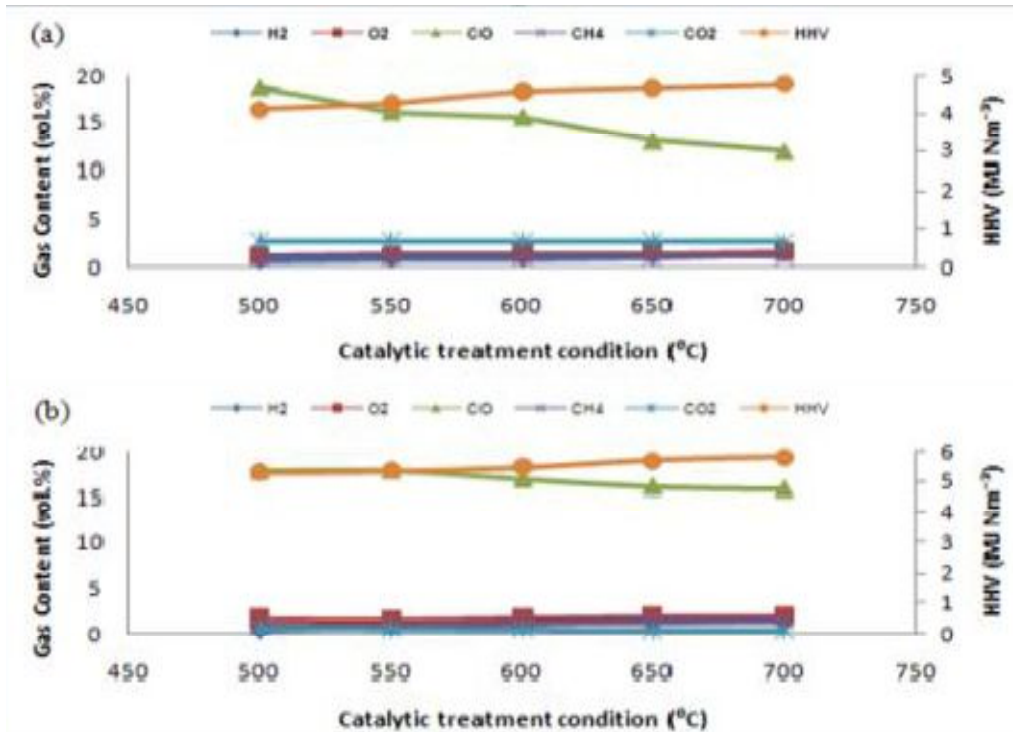 (a)
H2 O2 CO CH4 CO2 HHV
20
15
10
5
0
5
4
3
2
1
0
Gas Content (vol.%)
HHV (MJ Nm⁻³)
450 500 550 600 650 700 750
Catalytic treatment condition (⁰C)
(b)
H2 O2 CO CH4 CO2 HHV
20
15
10
5
0
6
5
4
3
2
1
0
Gas Content (vol.%)
HHV (MJ Nm⁻³)
450 500 550 600 650 700 750
Catalytic treatment condition (⁰C)